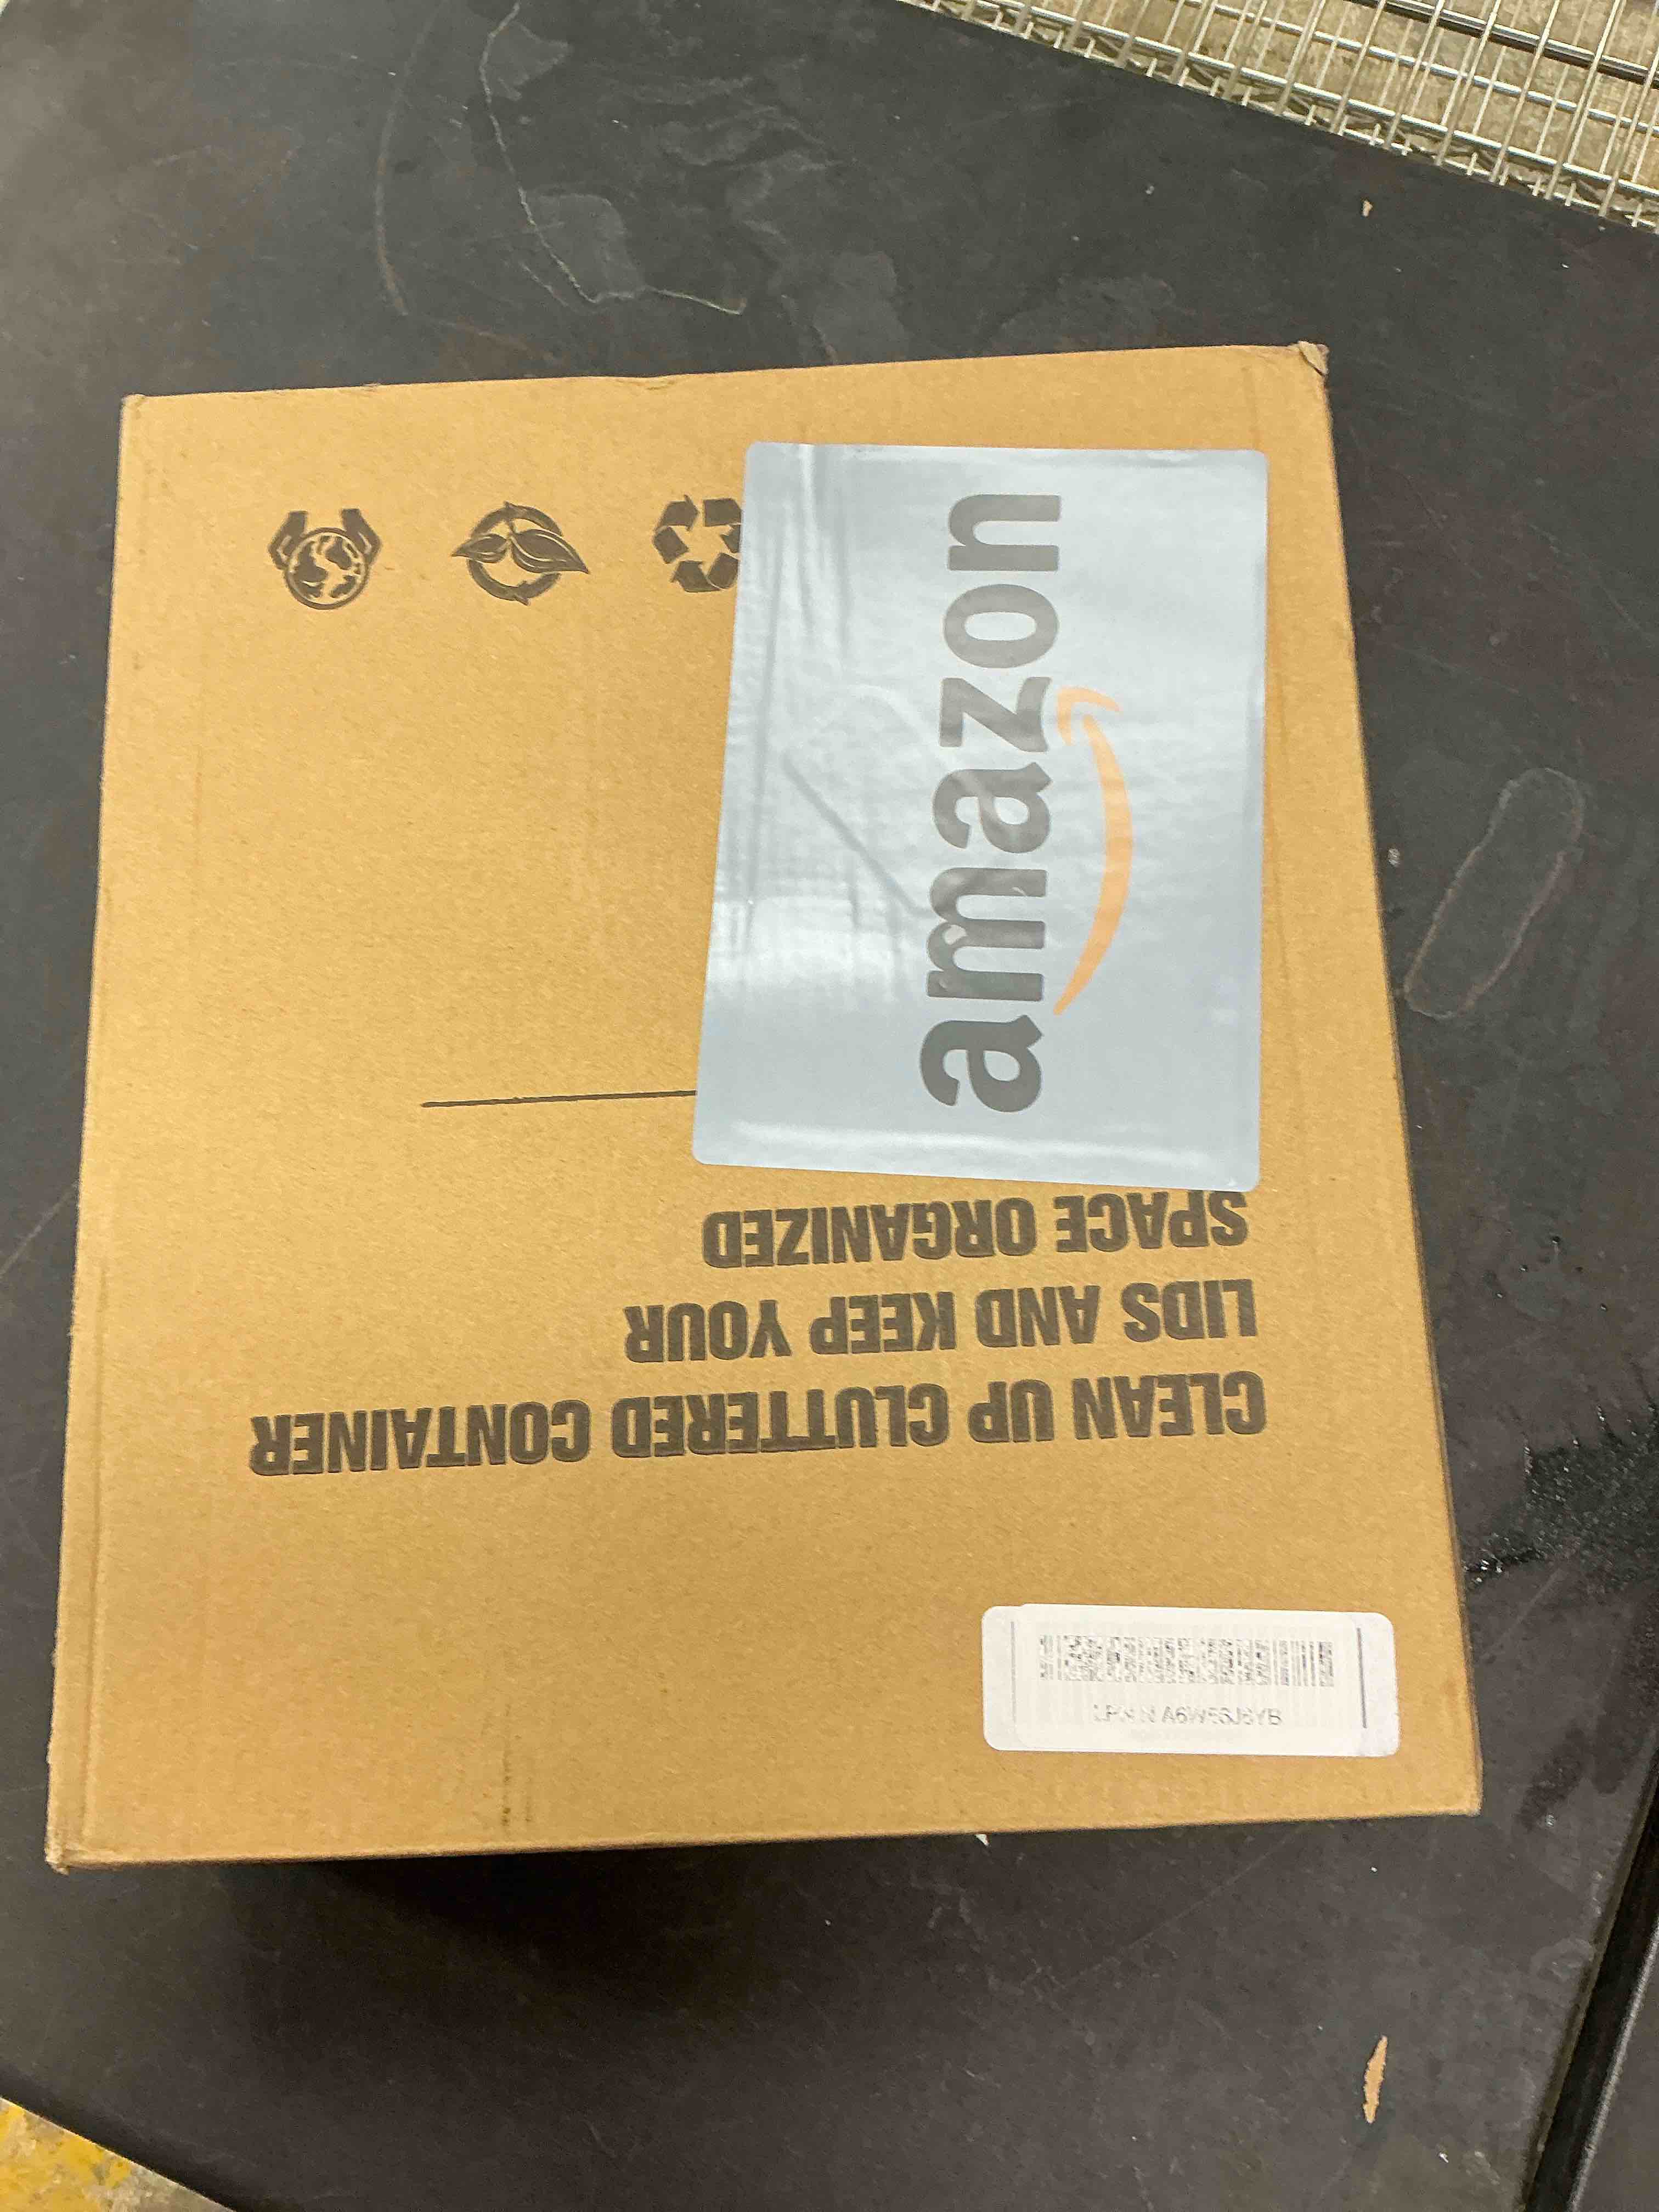 amazon
CLEAN UP CLUTTERED CONTAINER
LIDS AND KEEP YOUR
SPACE ORGANIZED